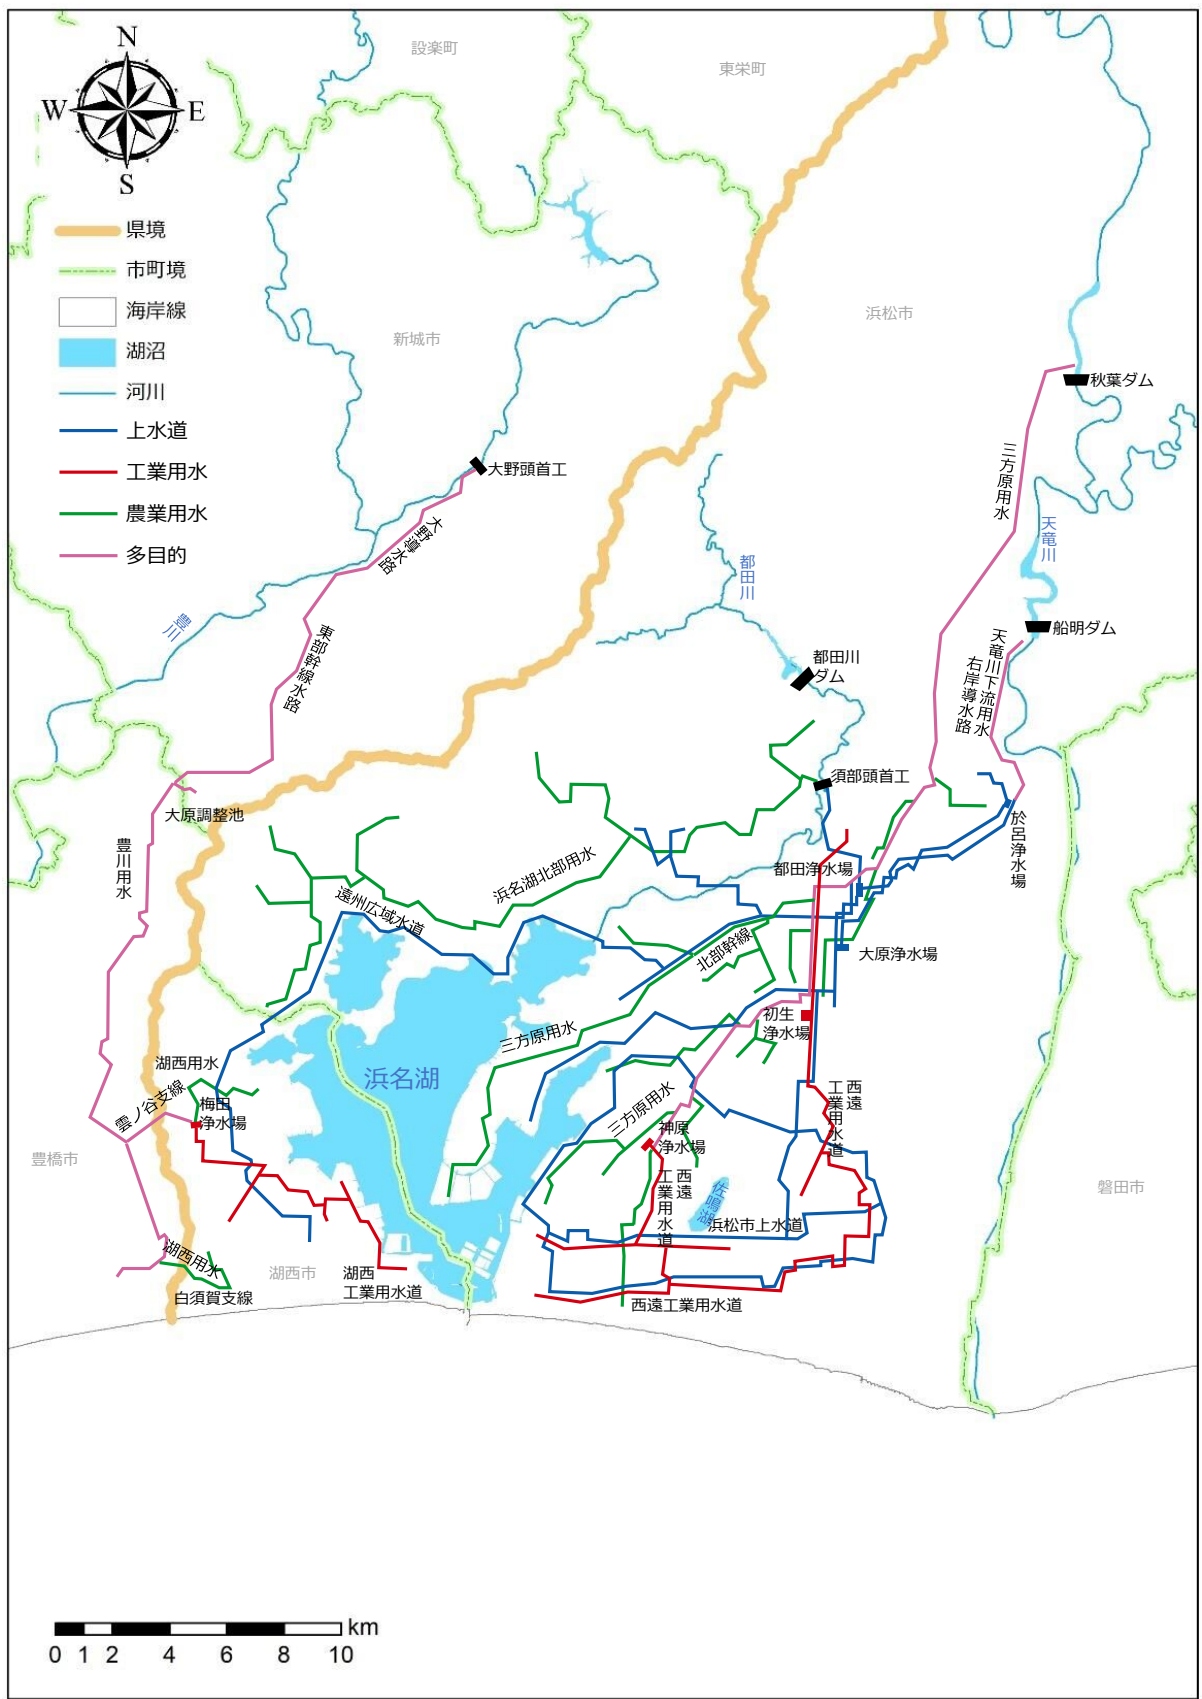 設楽町
東栄町
N
W
E
S
県境
市町境
海岸線
湖沼
河川
上水道
工業用水
農業用水
多目的
新城市
浜松市
秋葉ダム
大野頭首工
三方原用水
大野導水路
天竜川
都田川
豊川
船明ダム
東部幹線水路
天竜川下流用水
右岸導水路
都田川
ダム
須部頭首工
大原調整池
於呂浄水場
豊川用水
都田浄水場
浜名湖北部用水
遠州広域水道
北部幹線
大原浄水場
初生
浄水場
三方原用水
湖西用水
浜名湖
雲ノ谷支線
梅田
浄水場
三方原用水
神原
浄水場
西遠
工業用水道
豊橋市
西遠
工業用水道
佐鳴湖
磐田市
浜松市上水道
湖西用水
湖西市
湖西
工業用水道
白須賀支線
西遠工業用水道
km
0 1 2 4 6 8 10